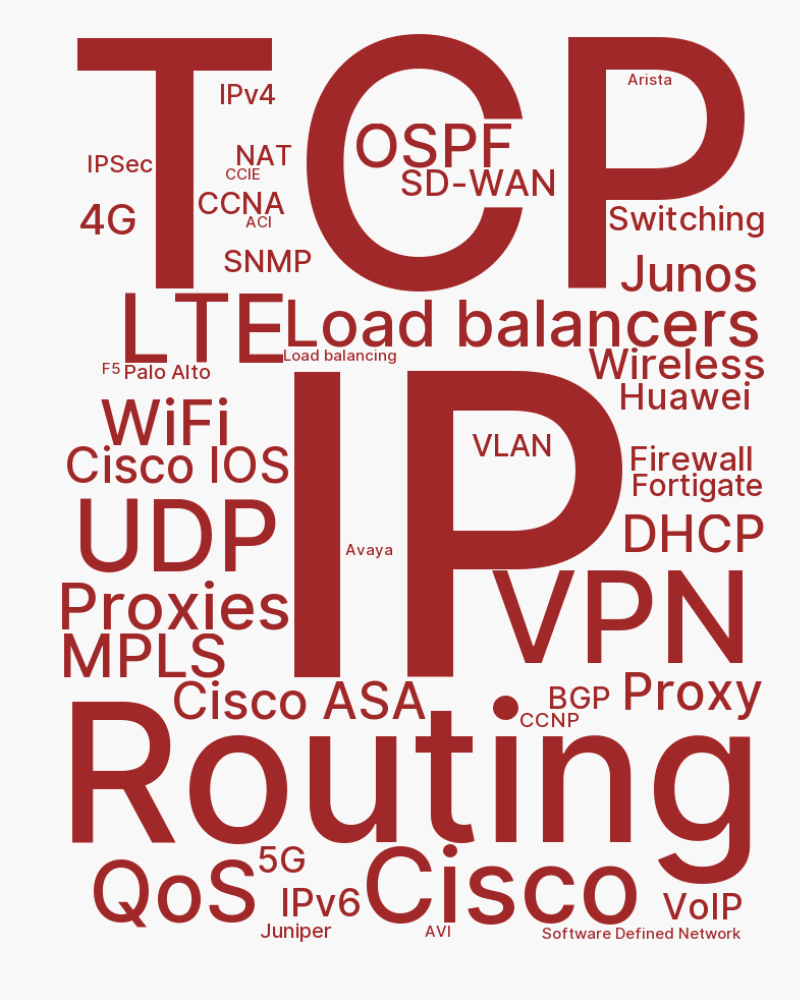 TCP
IPv4
Arista
OSPF
NAT
IPSec
CCIE
SD-WAN
CCNA
4G
ACI
Switching
SNMP
Junos
LTE
Load balancers
Load balancing
F5
Palo Alto
Wireless
Huawei
IP
WiFi
VLAN
Cisco IOS
Firewall
Fortigate
UDP
DHCP
Avaya
VPN
Proxies
MPLS
Cisco ASA
BGP
Proxy
CCNP
Routing
5G
QoS
IPv6
Cisco
VoIP
Juniper
AVI
Software Defined Network